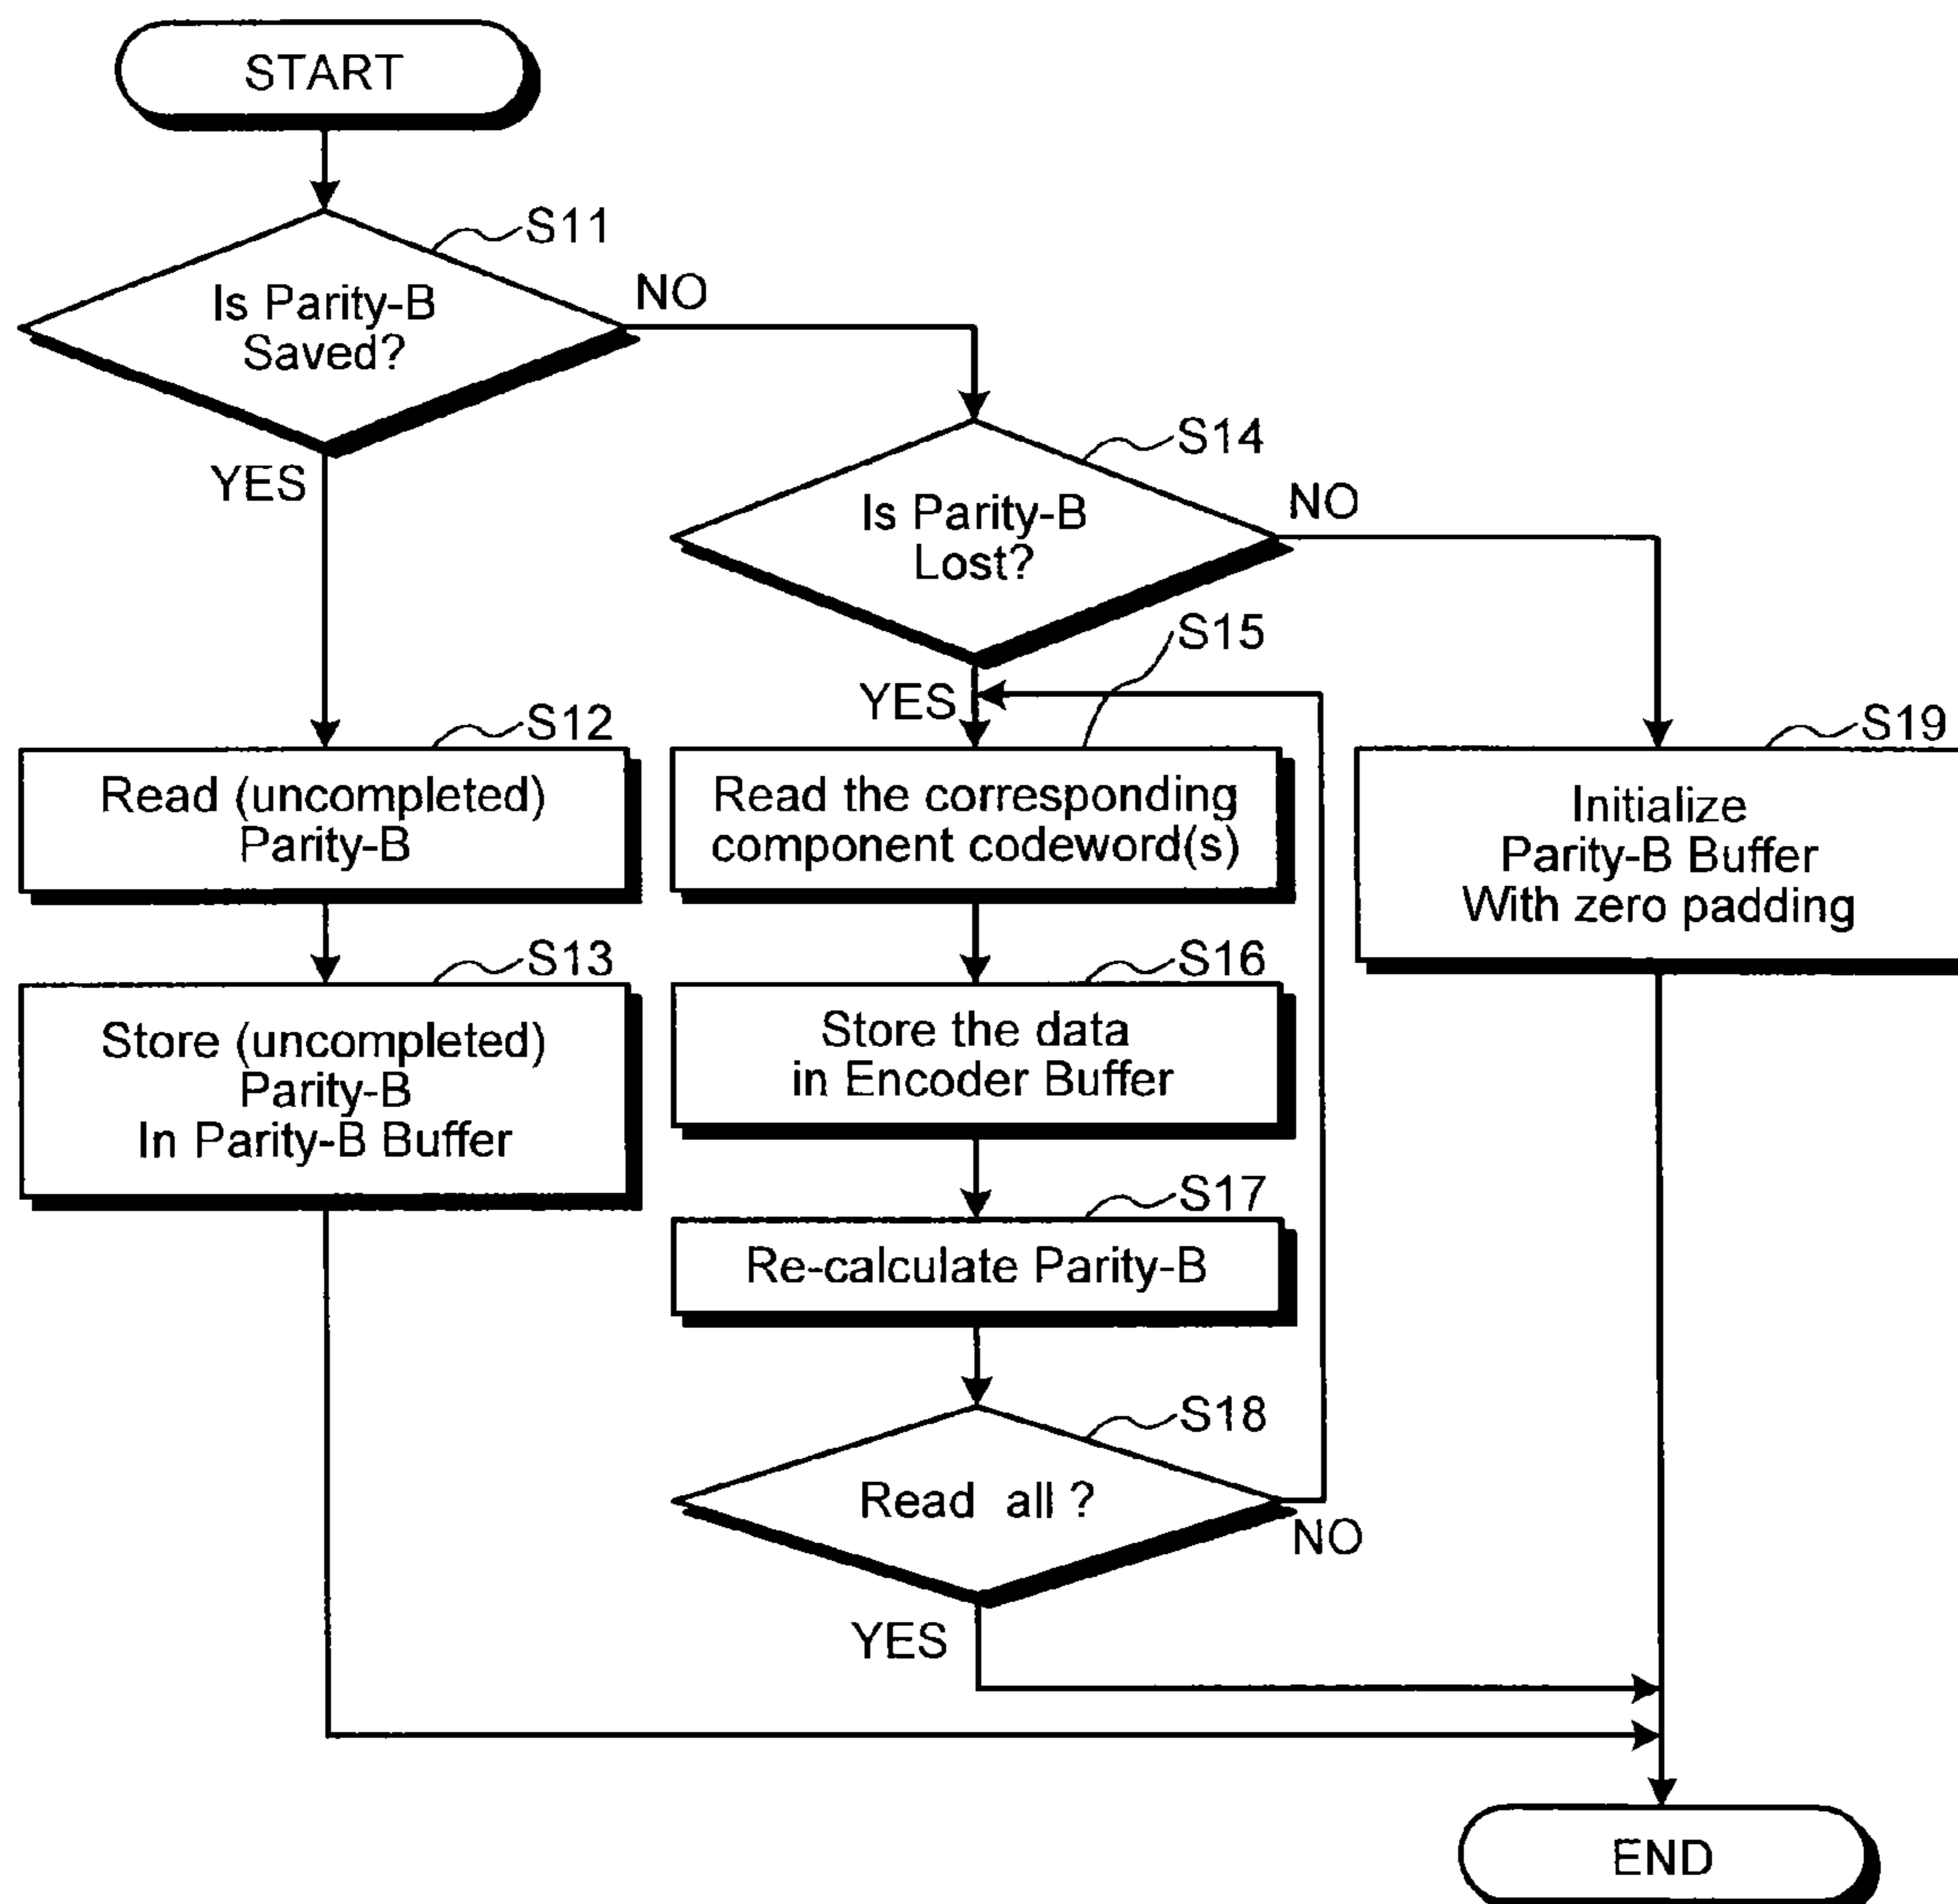 START
S11
Is Parity-B
Saved?
NO
YES
S14
Is Parity-B
Lost?
NO
YES
S12
Read (uncompleted)
Parity-B
S13
Store (uncompleted)
Parity-B
In Parity-B Buffer
S15
Read the corresponding
component codeword(s)
S16
Store the data
in Encoder Buffer
S17
Re-calculate Parity-B
S18
Read all ?
NO
YES
S19
Initialize
Parity-B Buffer
With zero padding
END